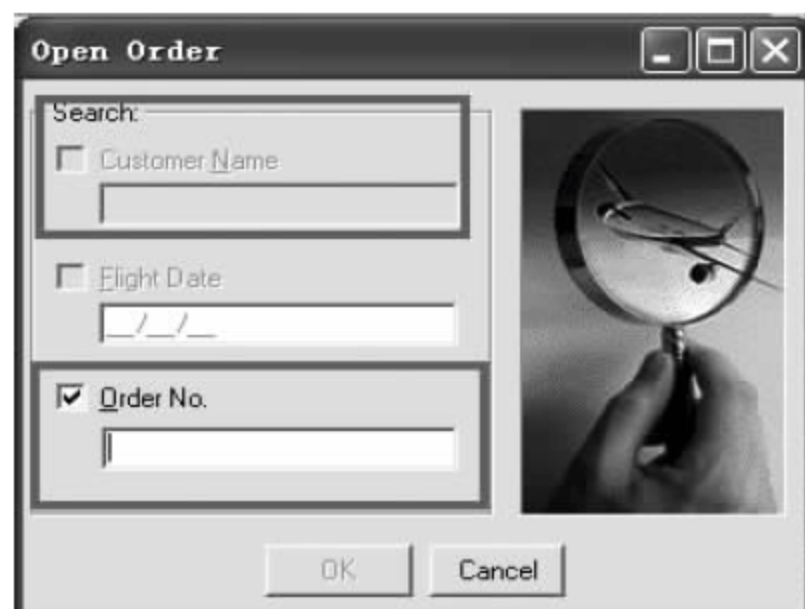 Open Order
Search:
Customer Name
Flight Date
__/__/__
Order No.
OK
Cancel